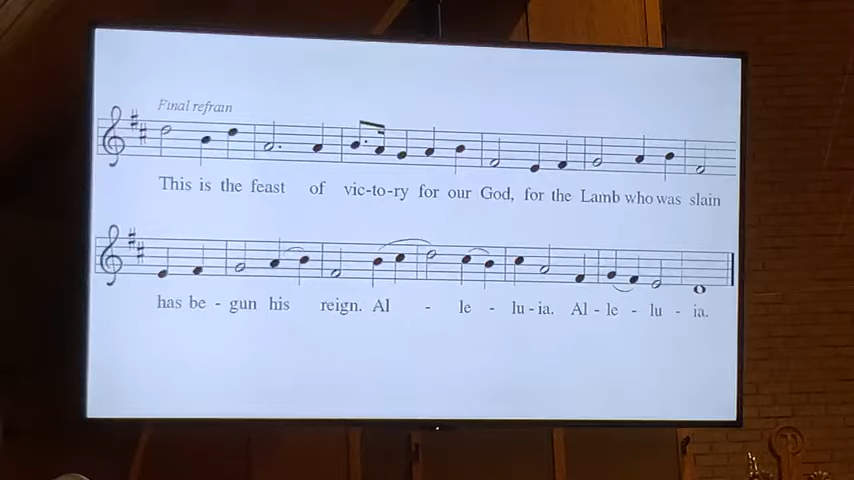 Final refrain
This is the feast of vic-to-ry for our God, for the Lamb who was slain
has be - gun his reign. Al - le - lu - ia. Al - le - lu - ia.